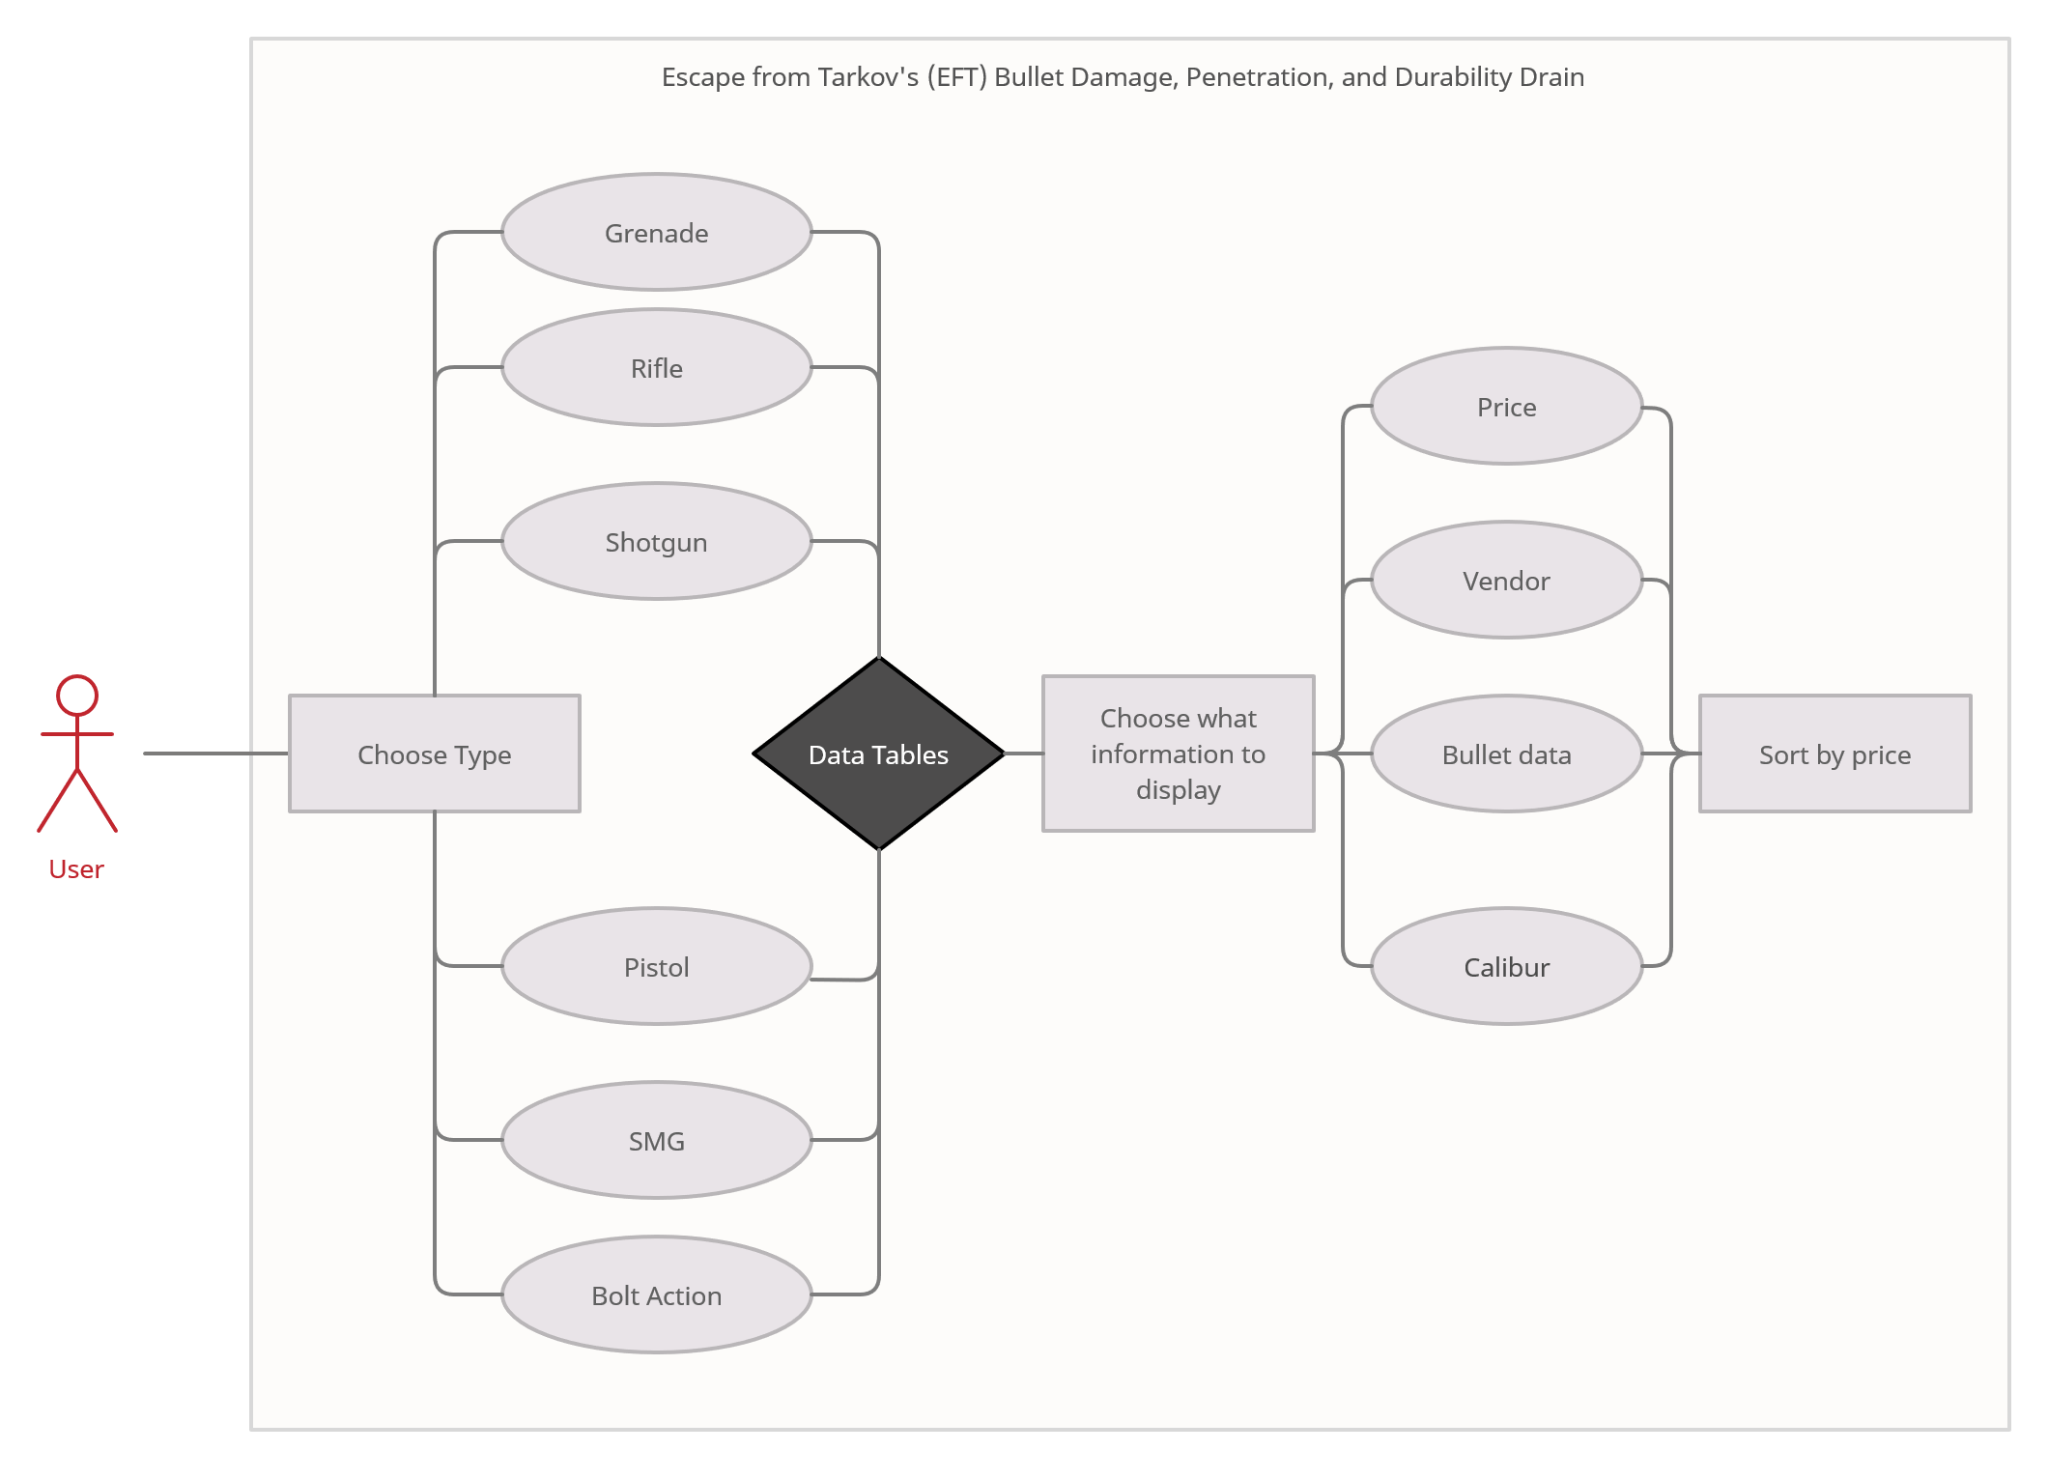 Escape from Tarkov's (EFT) Bullet Damage, Penetration, and Durability Drain
User
Choose Type
Grenade
Rifle
Shotgun
Pistol
SMG
Bolt Action
Data Tables
Choose what
information to
display
Price
Vendor
Bullet data
Calibur
Sort by price